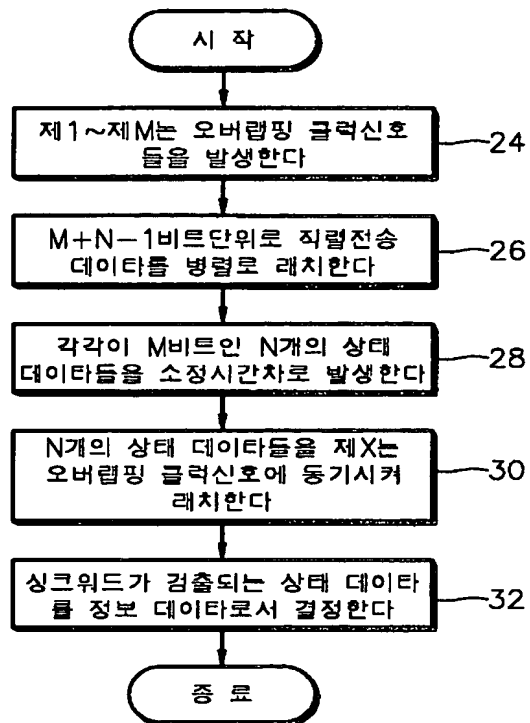 시 작
제1~제M는 오버랩핑 클럭신호
들을 발생한다
24
M+N-1비트단위로 직렬전송
데이타를 병렬로 래치한다
26
각각이 M비트인 N개의 상태
데이타들을 소정시간차로 발생한다
28
N개의 상태 데이타들을 제X는
오버랩핑 클럭신호에 동기시켜
래치한다
30
싱크워드가 검출되는 상태 데이타
를 정보 데이타로서 결정한다
32
종 료